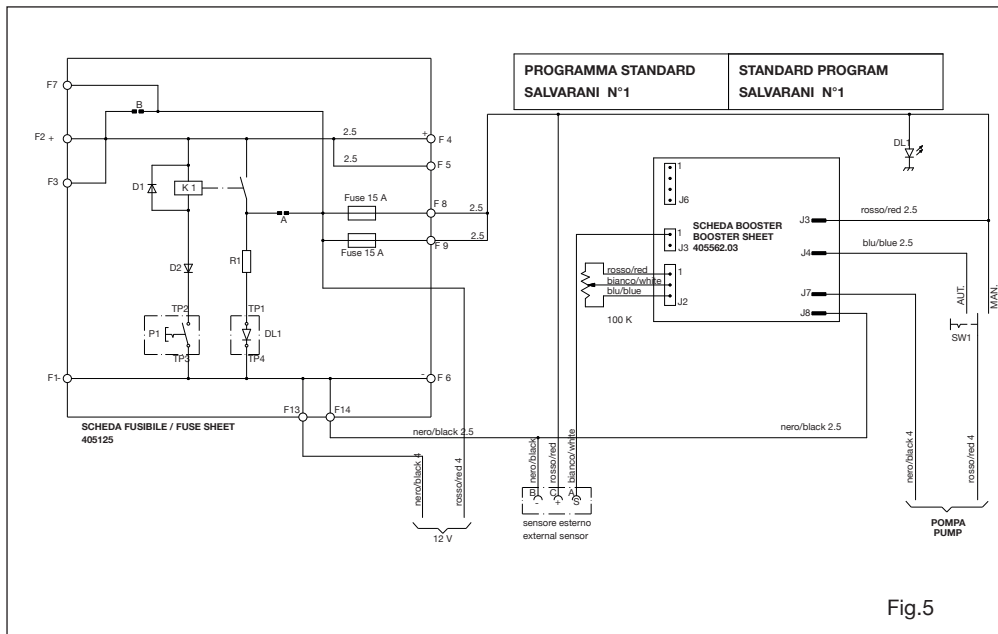 PROGRAMMA STANDARD
SALVARANI N°1
STANDARD PROGRAM
SALVARANI N°1
F7
B
F2 +
2.5
+ F 4
2.5
F 5
F3
D1
K 1
Fuse 15 A
F 8
2.5
A
2.5
F 9
Fuse 15 A
D2
R1
TP2
TP1
P1
DL1
TP3
TP4
F1-
- F 6
F13
F14
SCHEDA FUSIBILE / FUSE SHEET
405125
nero/black 2.5
nero/black 2.5
nero/black 4
rosso/red 4
12 V
nero/black
rosso/red
bianco/white
B
C
A
-
+
S
sensore esterno
external sensor
DL1
1
J6
SCHEDA BOOSTER
BOOSTER SHEET
405562.03
1
J3
rosso/red
bianco/white
blu/blue
1
J2
100 K
J3
rosso/red 2.5
J4
blu/blue 2.5
J7
J8
AUT.
MAN.
SW1
nero/black 4
rosso/red 4
POMPA
PUMP
Fig.5